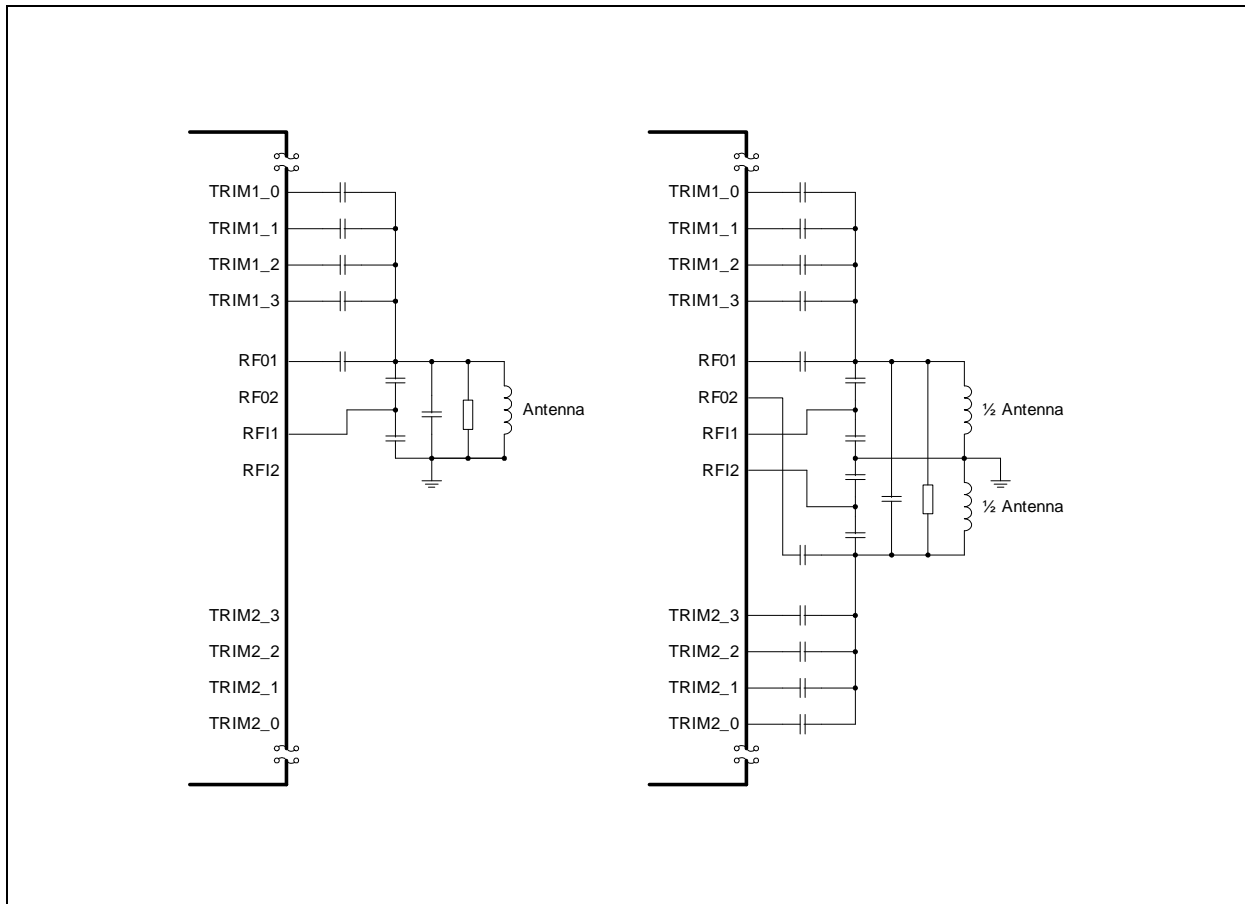 TRIM1_0
TRIM1_1
TRIM1_2
TRIM1_3
RF01
RF02
RFI1
RFI2
Antenna
TRIM2_3
TRIM2_2
TRIM2_1
TRIM2_0
TRIM1_0
TRIM1_1
TRIM1_2
TRIM1_3
RF01
RF02
RFI1
RFI2
½ Antenna
½ Antenna
TRIM2_3
TRIM2_2
TRIM2_1
TRIM2_0